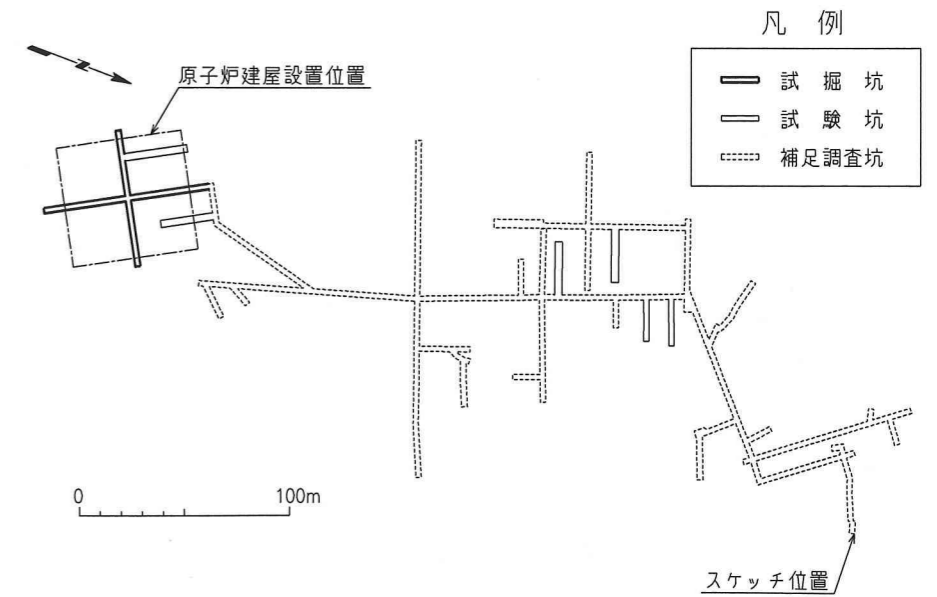 凡例
試掘坑
試験坑
補足調査坑
原子炉建屋設置位置
0 100m
スケッチ位置